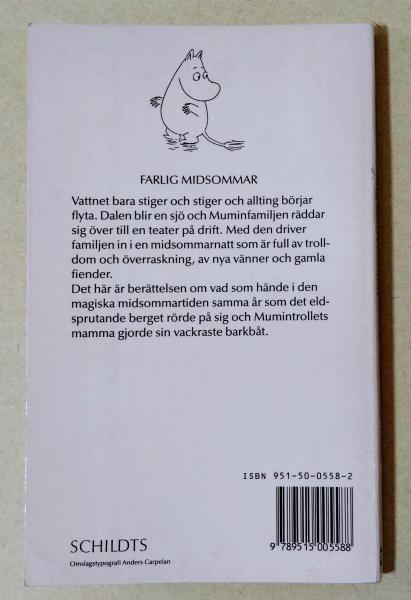 FARLIG MIDSOMMAR
Vattnet bara stiger och stiger och allting börjar
flyta. Dalen blir en sjö och Muminfamiljen räddar
sig över till en teater på drift. Med den driver
familjen in i en midsommarnatt som är full av troll-
dom och överraskning, av nya vänner och gamla
fiender.
Det här är berättelsen om vad som hände i den
magiska midsommartiden samma år som det eld-
sprutande berget rörde på sig och Mumintrollets
mamma gjorde sin vackraste barkbåt.
ISBN 951-50-0558-2
9 789515 005588
SCHILDTS
Omslagstypografi Anders Carpelan